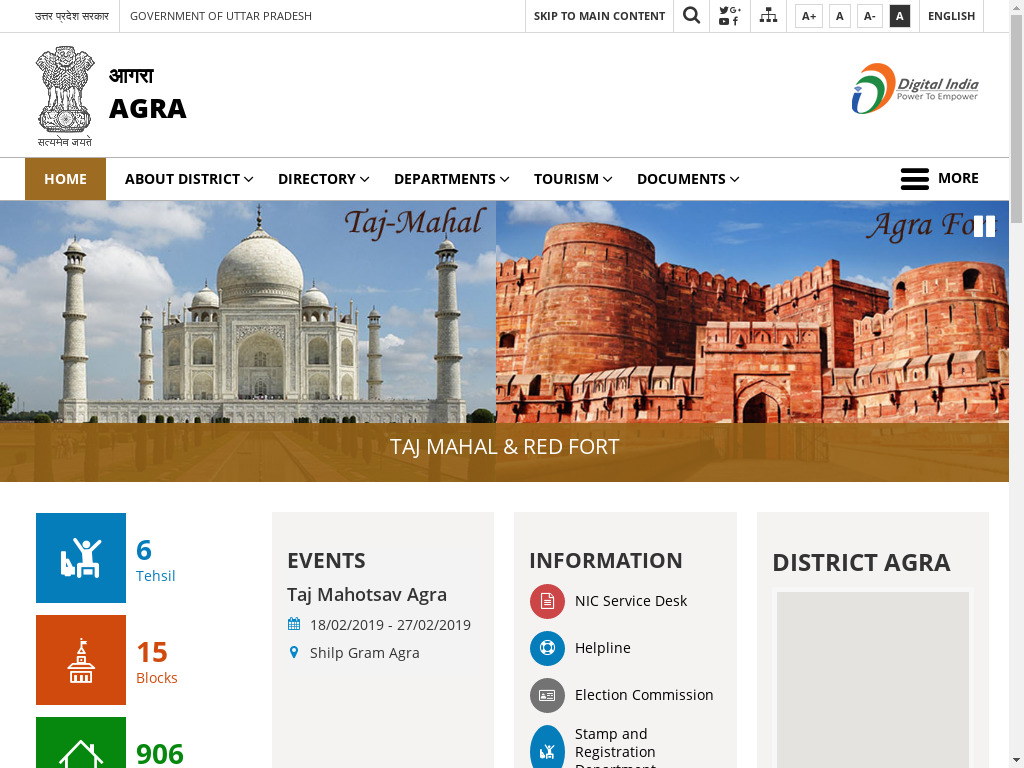 उत्तर प्रदेश सरकार
GOVERNMENT OF UTTAR PRADESH
SKIP TO MAIN CONTENT
A+
A
A-
A
ENGLISH
सत्यमेव जयते
आगरा
AGRA
Digital India
Power To Empower
HOME
ABOUT DISTRICT
DIRECTORY
DEPARTMENTS
TOURISM
DOCUMENTS
MORE
Taj-Mahal
Agra Fort
TAJ MAHAL & RED FORT
6
Tehsil
15
Blocks
906
EVENTS
Taj Mahotsav Agra
18/02/2019 - 27/02/2019
Shilp Gram Agra
INFORMATION
NIC Service Desk
Helpline
Election Commission
Stamp and
Registration
Department
DISTRICT AGRA